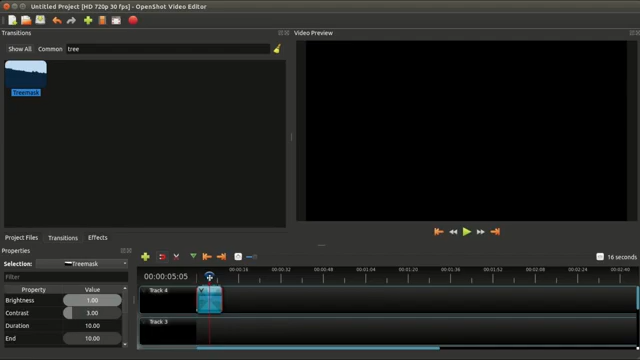 Untitled Project [HD 720p 30 fps] - OpenShot Video Editor
Transitions
Video Preview
Show All Common tree
Treemask
Project Files Transitions Effects
Properties
Selection: Treemask
Filter
Property Value
Brightness 1.00
Contrast 3.00
Duration 10.00
End 10.00
16 seconds
00:00:05:05
00:00:16 00:00:32 00:00:48 00:01:04 00:01:20 00:01:36 00:01:52 00:02:08 00:02:24 00:02:40
Track 4
Track 3